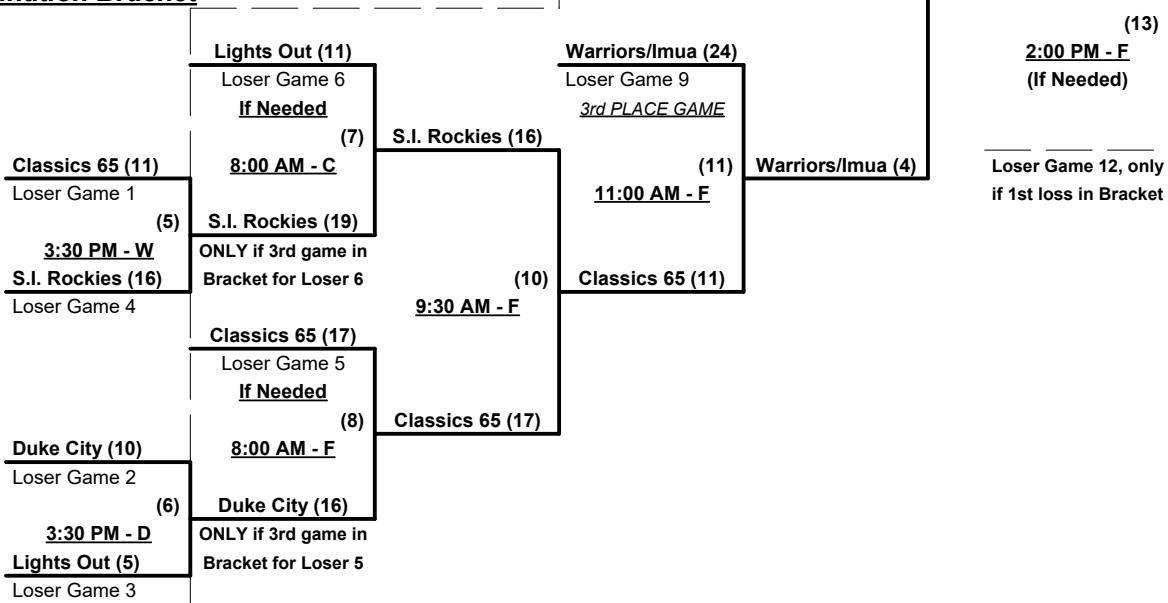 Bracket
(13)
Lights Out (11)
Warriors/Imua (24)
2:00 PM - F
Loser Game 6
Loser Game 9
(If Needed)
If Needed
3rd PLACE GAME
(7)
S.I. Rockies (16)
Classics 65 (11)
8:00 AM - C
(11)
Warriors/Imua (4)
Loser Game 12, only
Loser Game 1
11:00 AM - F
if 1st loss in Bracket
(5)
S.I. Rockies (19)
3:30 PM - W
ONLY if 3rd game in
S.I. Rockies (16)
Bracket for Loser 6
(10)
Classics 65 (11)
Loser Game 4
9:30 AM - F
Classics 65 (17)
Loser Game 5
If Needed
(8)
Classics 65 (17)
Duke City (10)
8:00 AM - F
Loser Game 2
(6)
Duke City (16)
3:30 PM - D
ONLY if 3rd game in
Lights Out (5)
Bracket for Loser 5
Loser Game 3